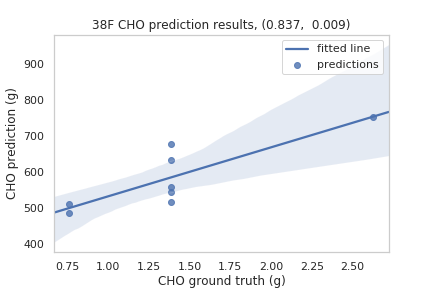 38F CHO prediction results, (0.837,  0.009)
fitted line
predictions
CHO prediction (g)
900
800
700
600
500
400
0.75 1.00 1.25 1.50 1.75 2.00 2.25 2.50
CHO ground truth (g)